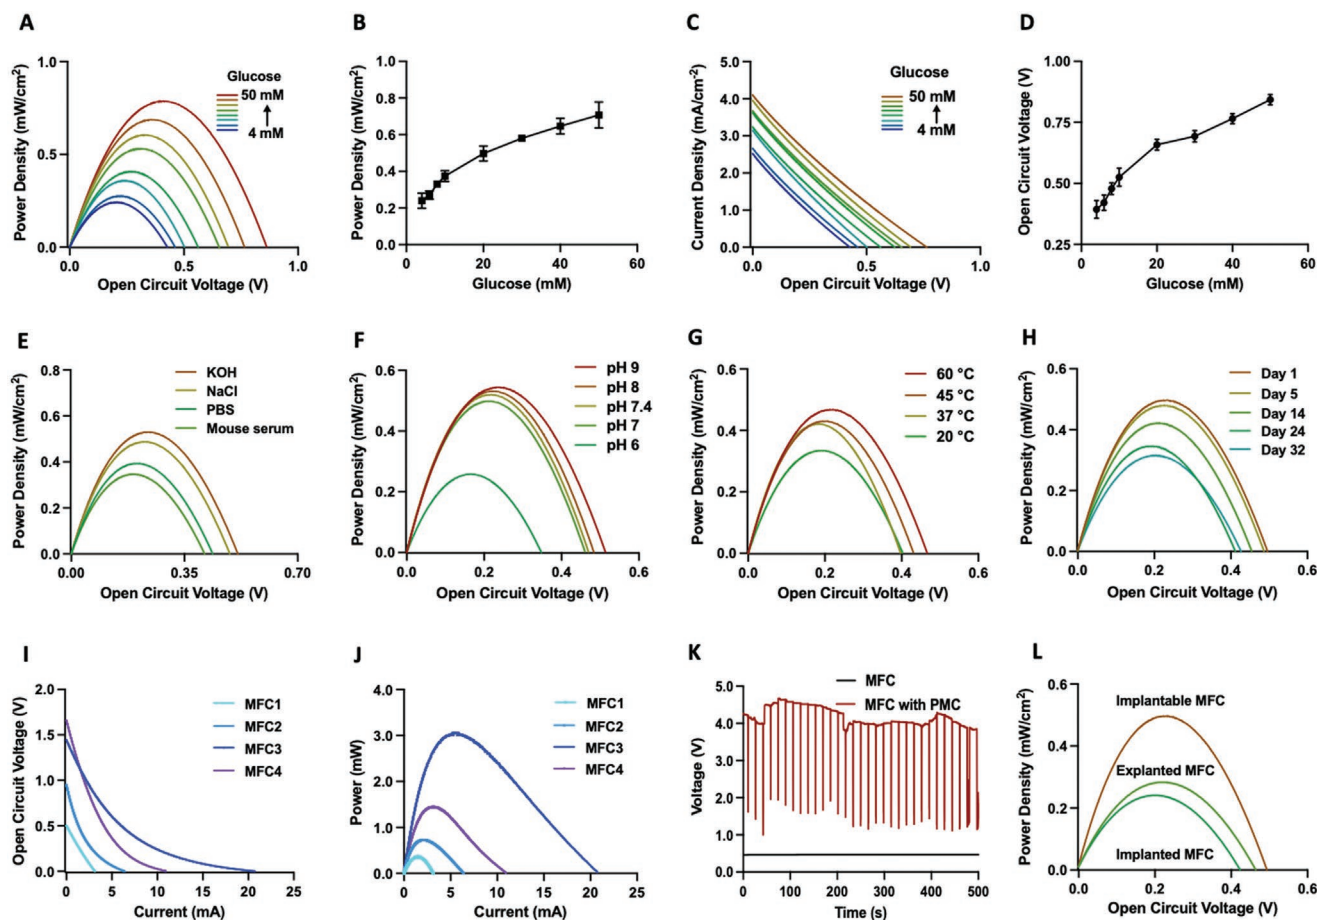 A
Power Density (mW/cm²)
1.0
0.5
0.0
Glucose
50 mM
4 mM
0.0 0.5 1.0
Open Circuit Voltage (V)
B
Power Density (mW/cm²)
1.0
0.8
0.6
0.4
0.2
0.0
0 20 40 60
Glucose (mM)
C
Current Density (mA/cm⁻²)
5.0
4.0
3.0
2.0
1.0
0.0
Glucose
50 mM
4 mM
0.0 0.5 1.0
Open Circuit Voltage (V)
D
Open Circuit Voltage (V)
1.00
0.75
0.50
0.25
0 20 40 60
Glucose (mM)
E
Power Density (mW/cm²)
0.8
0.6
0.4
0.2
0.0
KOH
NaCl
PBS
Mouse serum
0.00 0.35 0.70
Open Circuit Voltage (V)
F
Power Density (mW/cm²)
0.6
0.4
0.2
0.0
pH 9
pH 8
pH 7.4
pH 7
pH 6
0.0 0.2 0.4 0.6
Open Circuit Voltage (V)
G
Power Density (mW/cm²)
0.6
0.4
0.2
0.0
60 °C
45 °C
37 °C
20 °C
0.0 0.2 0.4 0.6
Open Circuit Voltage (V)
H
Power Density (mW/cm²)
0.6
0.4
0.2
0.0
Day 1
Day 5
Day 14
Day 24
Day 32
0.0 0.2 0.4 0.6
Open Circuit Voltage (V)
I
Open Circuit Voltage (V)
2.0
1.5
1.0
0.5
0.0
MFC1
MFC2
MFC3
MFC4
0 5 10 15 20 25
Current (mA)
J
Power (mW)
4.0
3.0
2.0
1.0
0.0
MFC1
MFC2
MFC3
MFC4
0 5 10 15 20 25
Current (mA)
K
Voltage (V)
5.0
4.0
3.0
2.0
1.0
0.0
MFC
MFC with PMC
0 100 200 300 400 500
Time (s)
L
Power Density (mW/cm²)
0.6
0.4
0.2
0.0
Implantable MFC
Explanted MFC
Implanted MFC
0.0 0.2 0.4 0.6
Open Circuit Voltage (V)